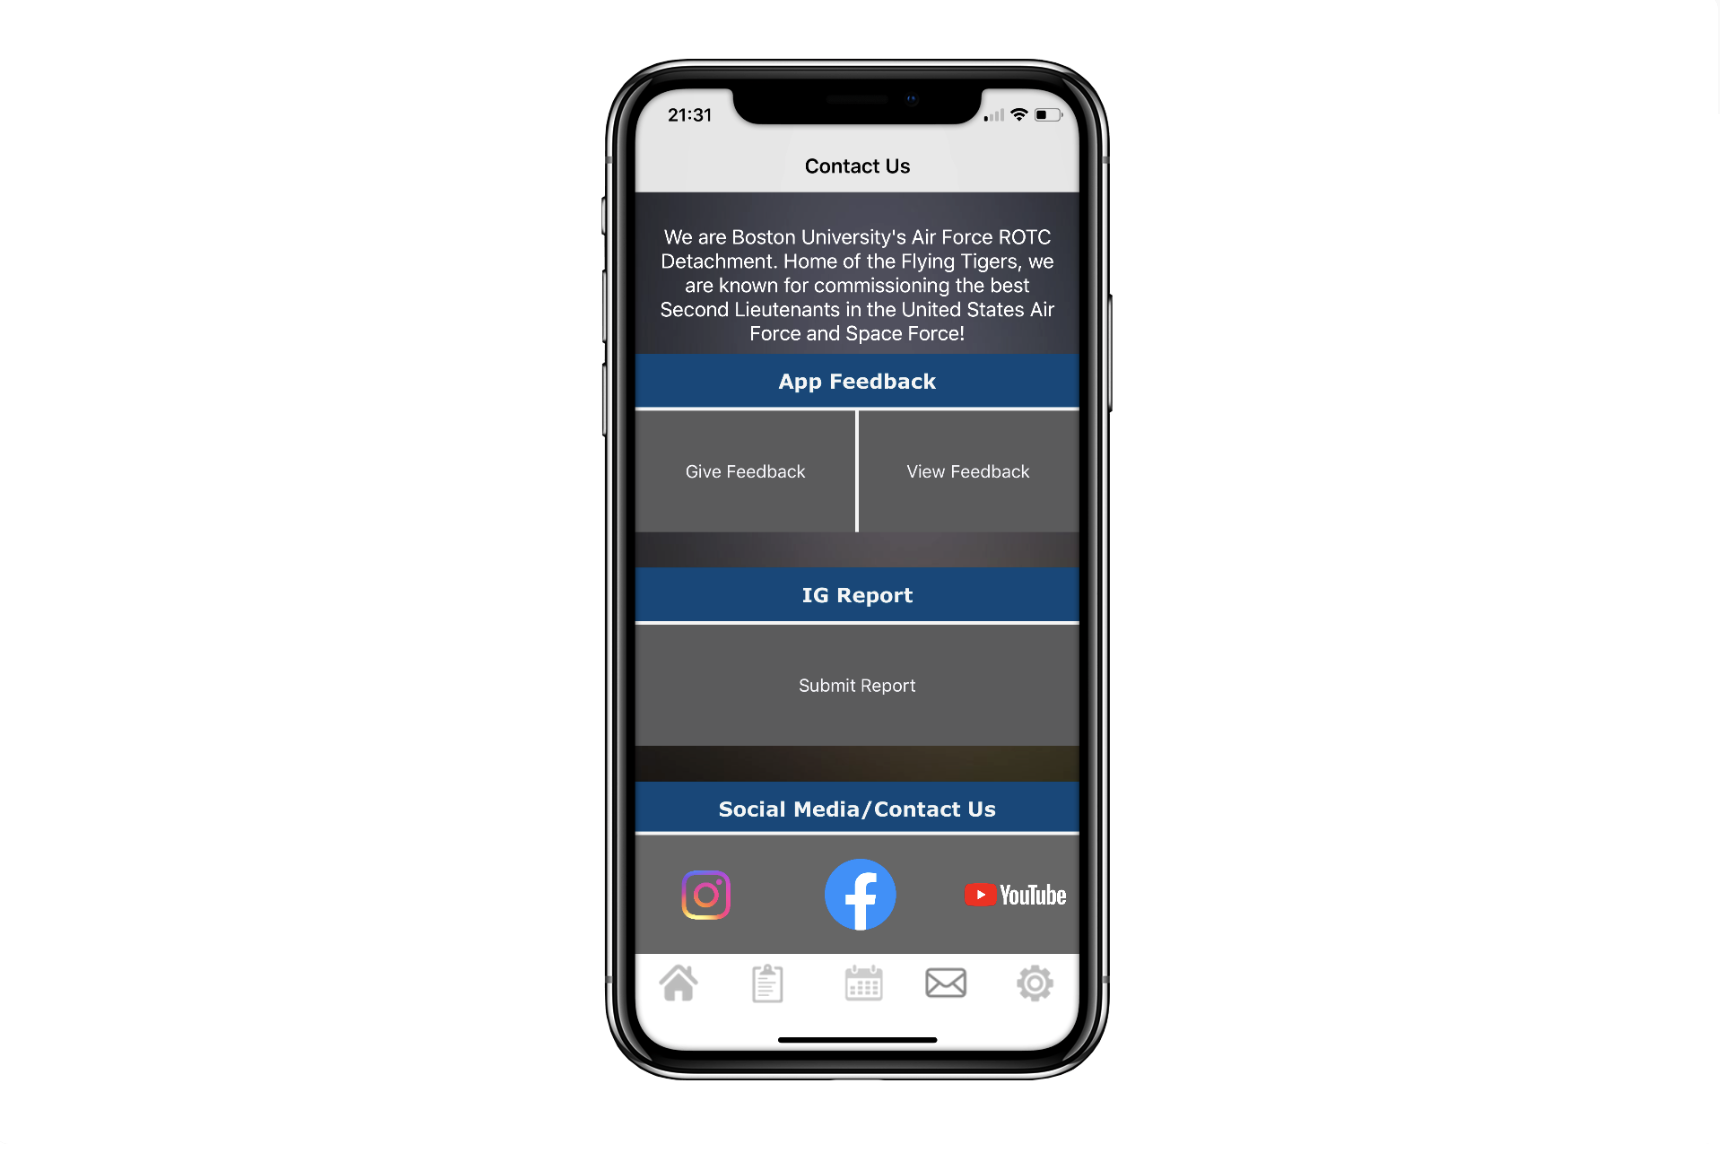 21:31
Contact Us
We are Boston University's Air Force ROTC
Detachment. Home of the Flying Tigers, we
are known for commissioning the best
Second Lieutenants in the United States Air
Force and Space Force!
App Feedback
Give Feedback
View Feedback
IG Report
Submit Report
Social Media/Contact Us
YouTube